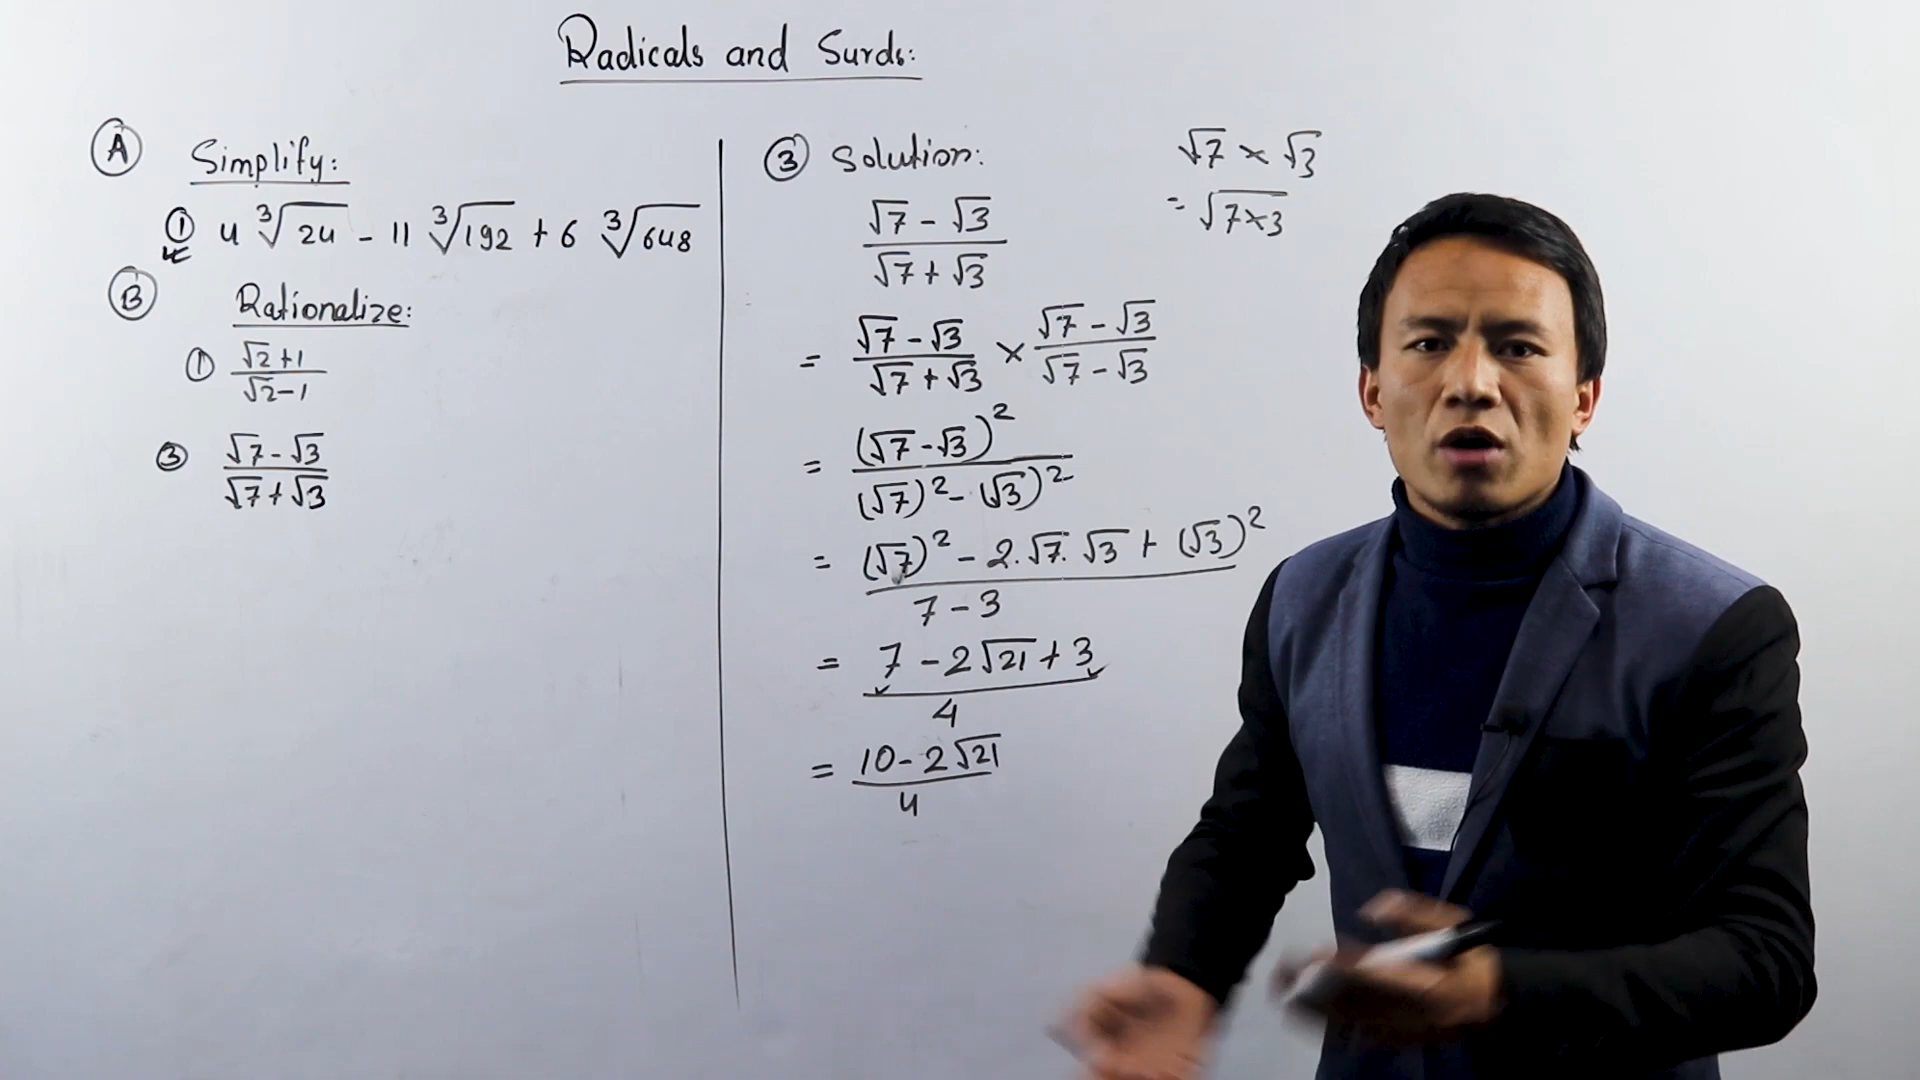 Radicals and Surds:
Ⓐ Simplify:
① 4 ∛24 - 11 ∛192 + 6 ∛648
Ⓑ Rationalize:
① (√2+1)/(√2-1)
③ (√7-√3)/(√7+√3)
③ Solution:
(√7-√3)/(√7+√3)
= (√7-√3)/(√7+√3) × (√7-√3)/(√7-√3)
= (√7-√3)²/((√7)²-(√3)²)
= ((√7)² - 2.√7.√3 + (√3)²)/(7-3)
= (7-2√21+3)/4
= (10-2√21)/4
√7 × √3
= √(7×3)